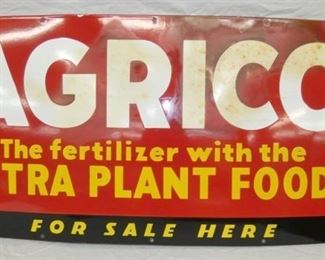 AGRICO
The fertilizer with the
TRA PLANT FOOD
FOR SALE HERE